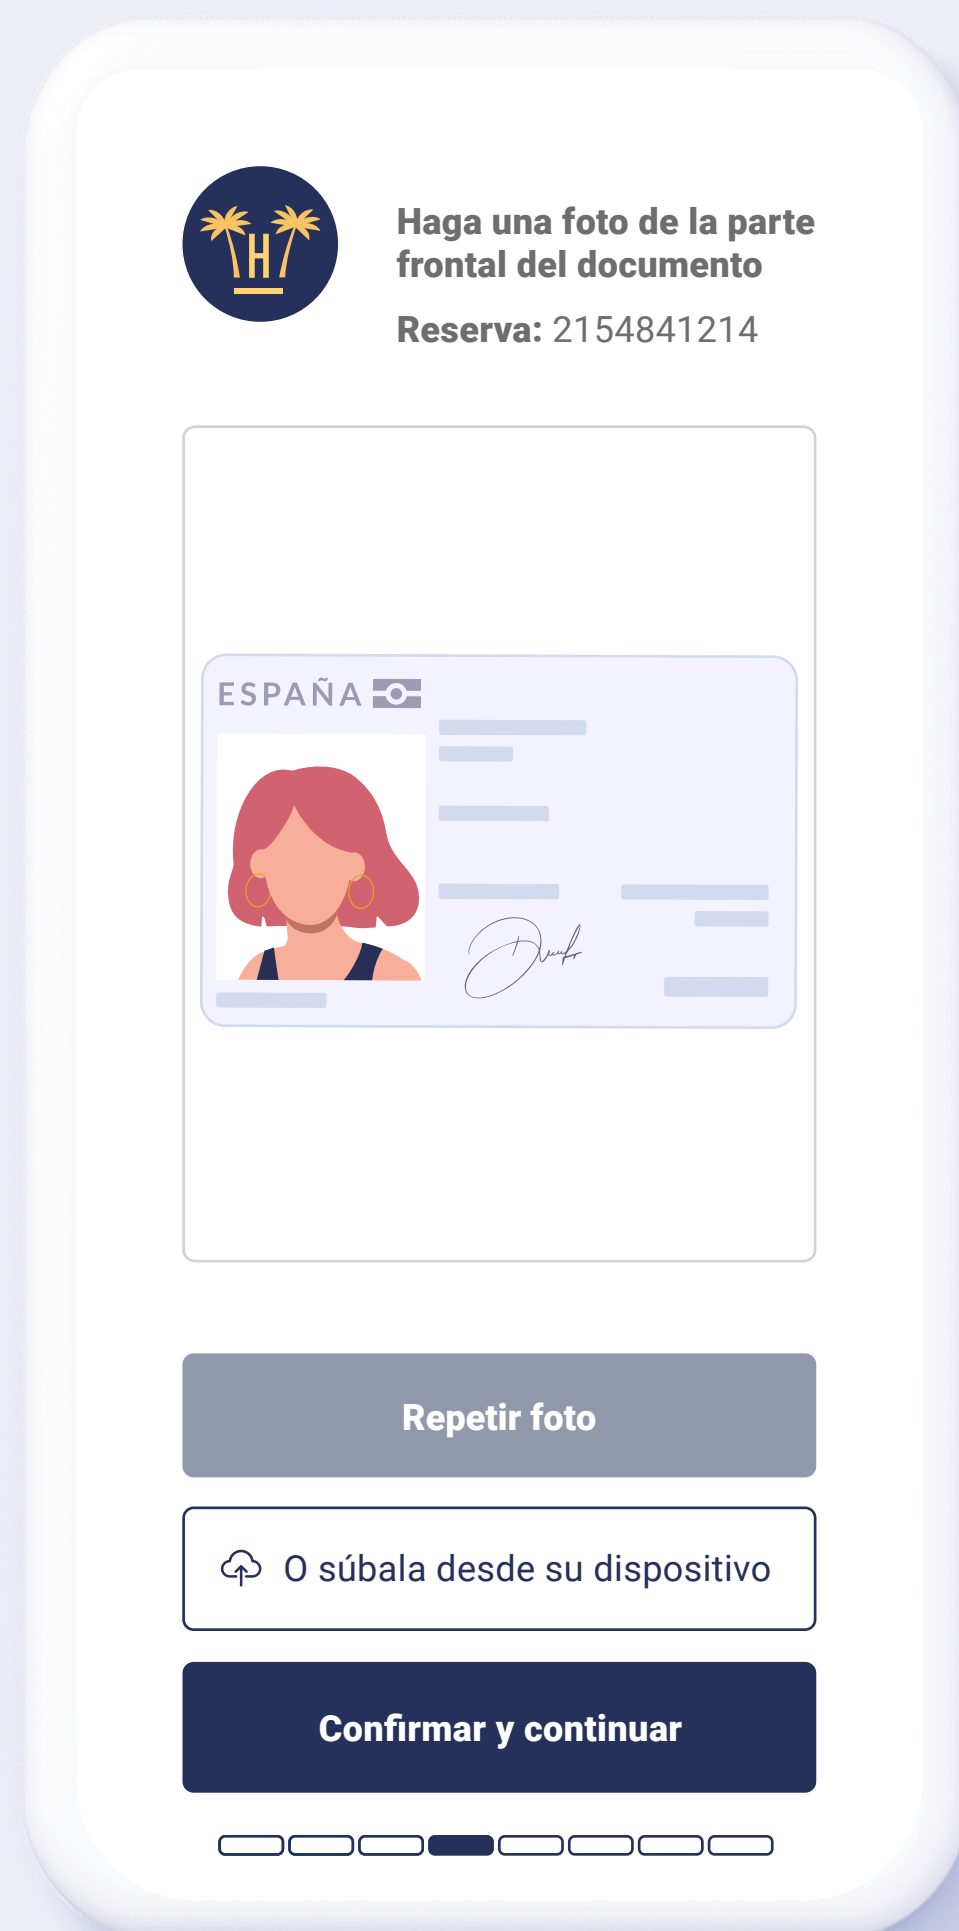 H
Haga una foto de la parte
frontal del documento
Reserva: 2154841214
ESPAÑA
Repetir foto
O súbala desde su dispositivo
Confirmar y continuar